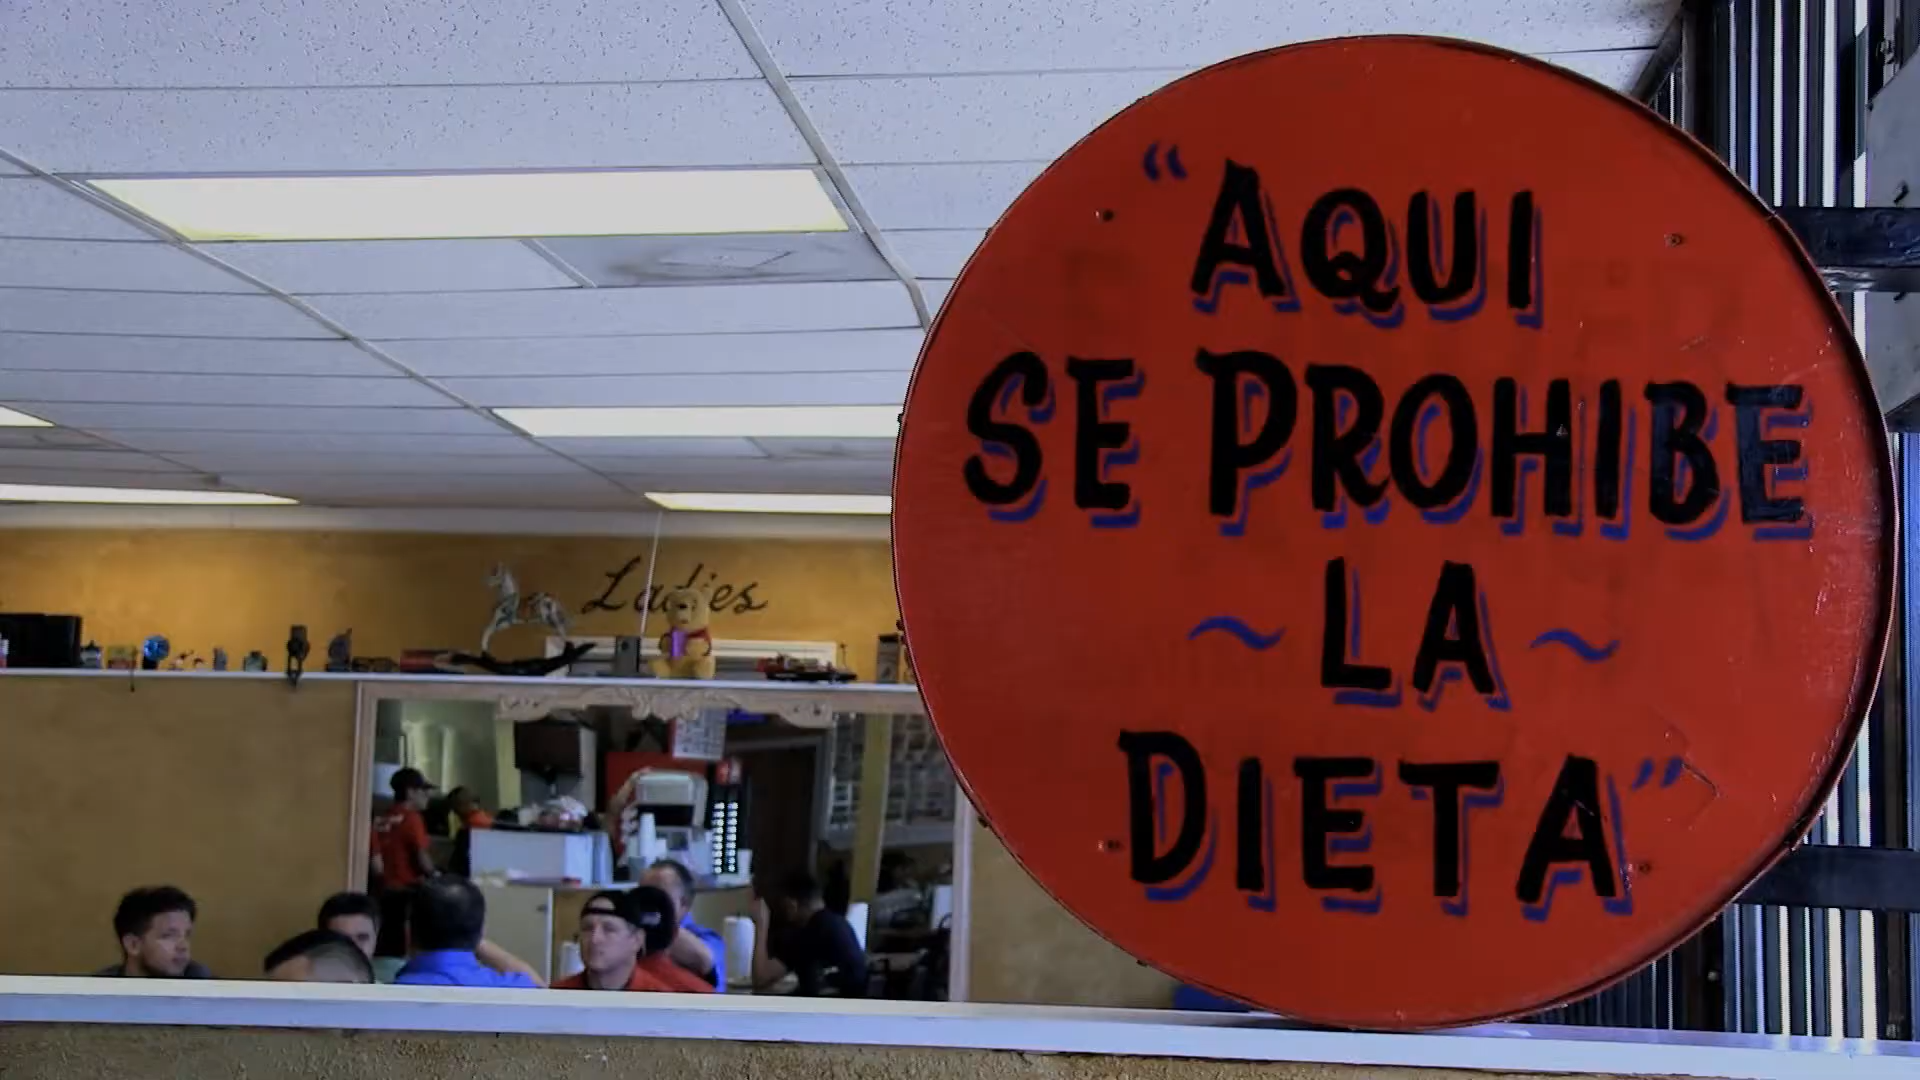 “AQUI
SE PROHIBE
~ LA ~
DIETA”
Ladies